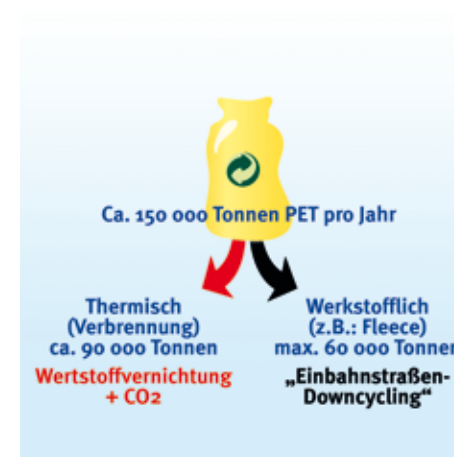 Ca. 150 000 Tonnen PET pro Jahr
Thermisch
(Verbrennung)
ca. 90 000 Tonnen
Wertstoffvernichtung
+ CO2
Werkstofflich
(z.B.: Fleece)
max. 60 000 Tonnen
„Einbahnstraßen-
Downcycling“